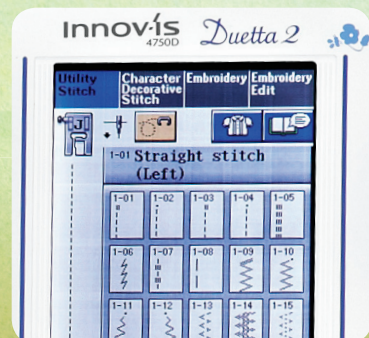 Innov-ís
4750D
Duetta 2
Utility Stitch
Character Decorative Stitch
Embroidery
Embroidery Edit
J
1-01 Straight stitch
(Left)
1-01 1-02 1-03 1-04 1-05
1-06 1-07 1-08 1-09 1-10
1-11 1-12 1-13 1-14 1-15